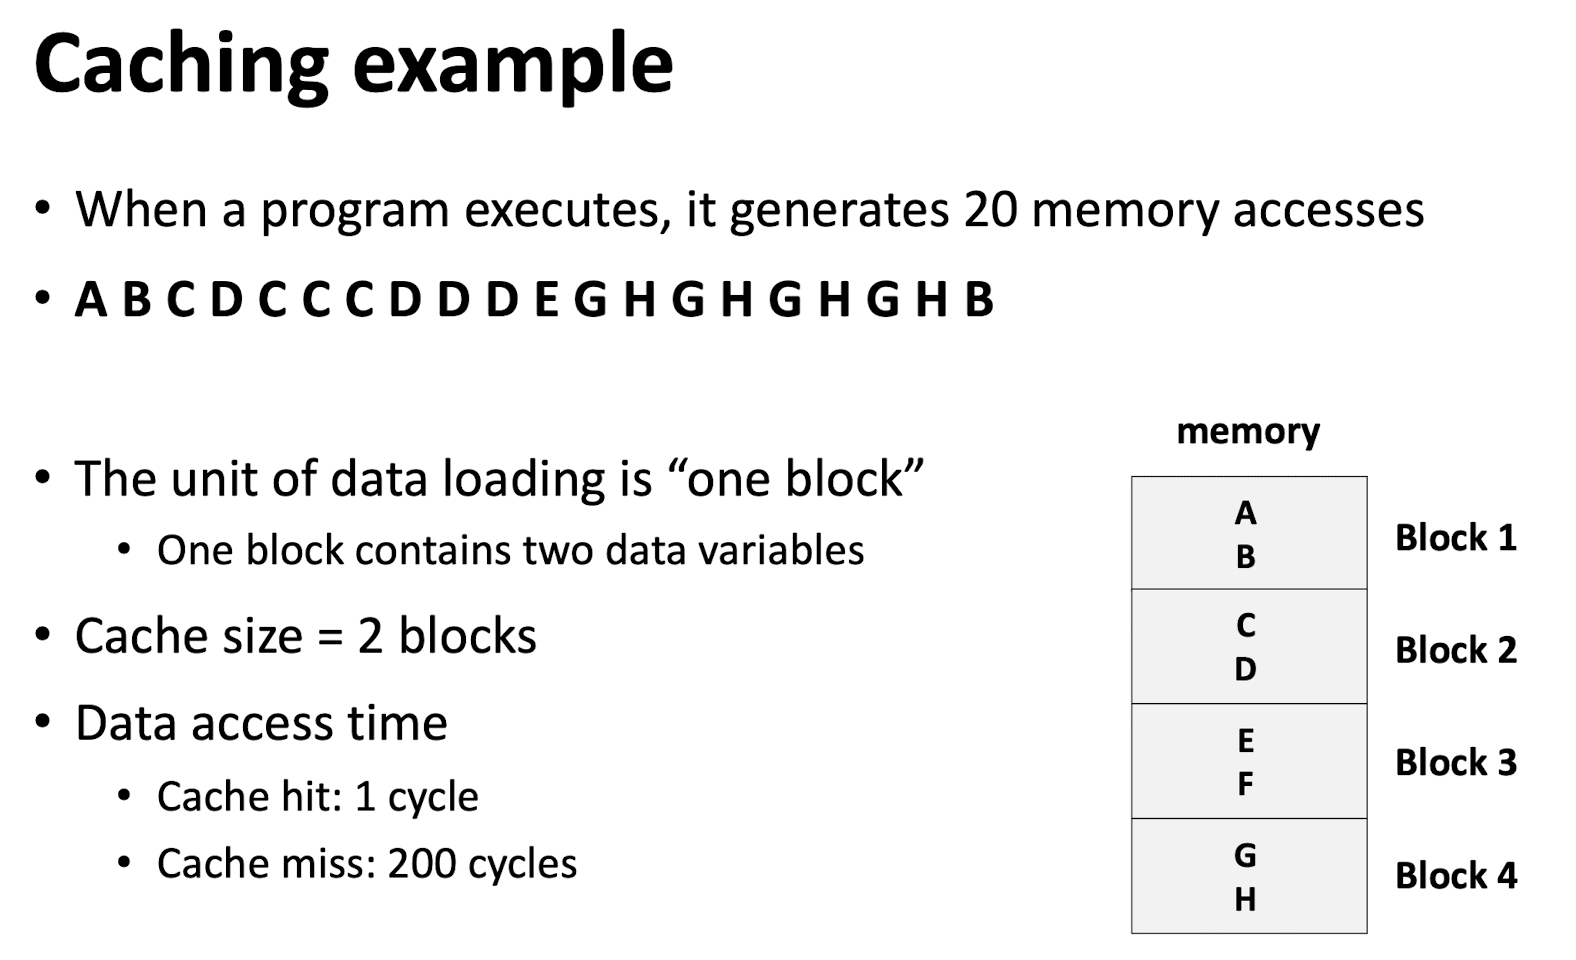 Caching example
• When a program executes, it generates 20 memory accesses
• A B C D C C C D D D E G H G H G H G H B
• The unit of data loading is “one block”
• One block contains two data variables
• Cache size = 2 blocks
• Data access time
• Cache hit: 1 cycle
• Cache miss: 200 cycles
memory
A
B
Block 1
C
D
Block 2
E
F
Block 3
G
H
Block 4